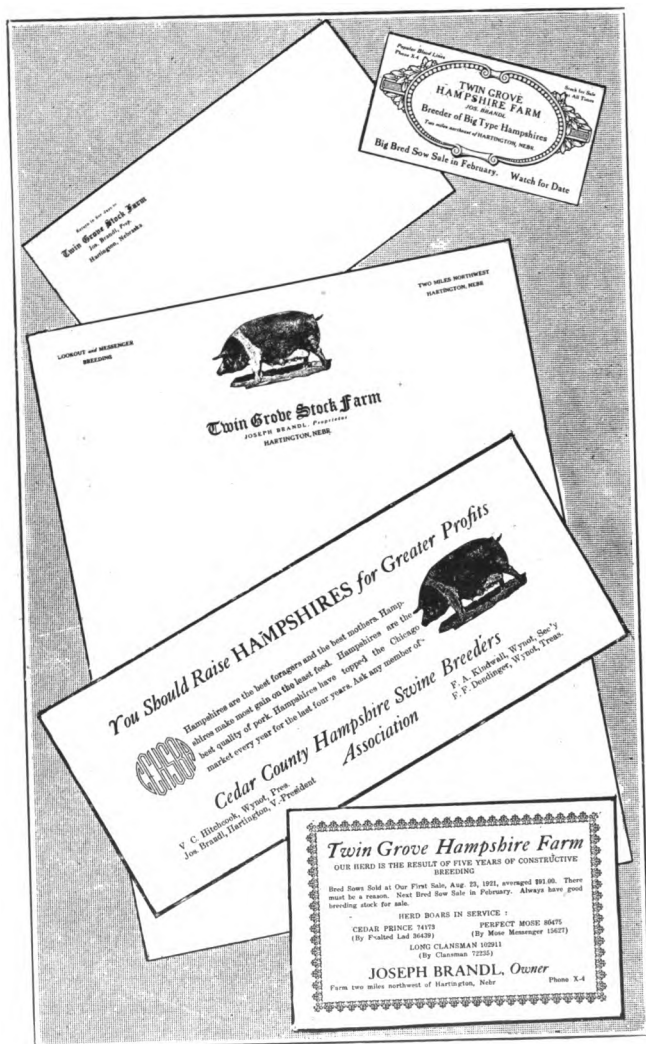 Popular Blood Lines
Phone X-4
Stock for Sale
At All Times
TWIN GROVE
HAMPSHIRE FARM
JOS. BRANDL
Breeder of Big Type Hampshires
Two miles northwest of HARTINGTON, NEBR.
Big Bred Sow Sale in February. Watch for Date
Twin Grove Stock Farm
Jos. Brandl, Prop.
Hartington, Nebraska
LOOKOUT and MESSENGER
BREEDING
TWO MILES NORTHWEST
HARTINGTON, NEBR.
Twin Grove Stock Farm
JOSEPH BRANDL, Proprietor
HARTINGTON, NEBR.
You Should Raise HAMPSHIRES for Greater Profits
Hampshires are the best foragers and the best mothers. Hamp-
shires make most gain on the least feed. Hampshires are the
best quality of pork. Hampshires have topped the Chicago
market every year for the last four years. Ask any member of
Cedar County Hampshire Swine Breeders
Association
V. C. Hitchcock, Wynot, Pres.
Jos. Brandl, Hartington, V.-President
F. A. Kindwall, Wynot, Sec'y
F. F. Dendinger, Wynot, Treas.
Twin Grove Hampshire Farm
OUR HERD IS THE RESULT OF FIVE YEARS OF CONSTRUCTIVE
BREEDING
Bred Sows Sold at Our First Sale, Aug. 23, 1921, averaged $91.00. There
must be a reason. Next Bred Sow Sale in February. Always have good
breeding stock for sale.
HERD BOARS IN SERVICE :
CEDAR PRINCE 74173
(By Exalted Lad 36439)
PERFECT MOSE 86475
(By Mose Messenger 15627)
LONG CLANSMAN 102911
(By Clansman 72235)
JOSEPH BRANDL, Owner
Farm two miles northwest of Hartington, Nebr
Phone X-4